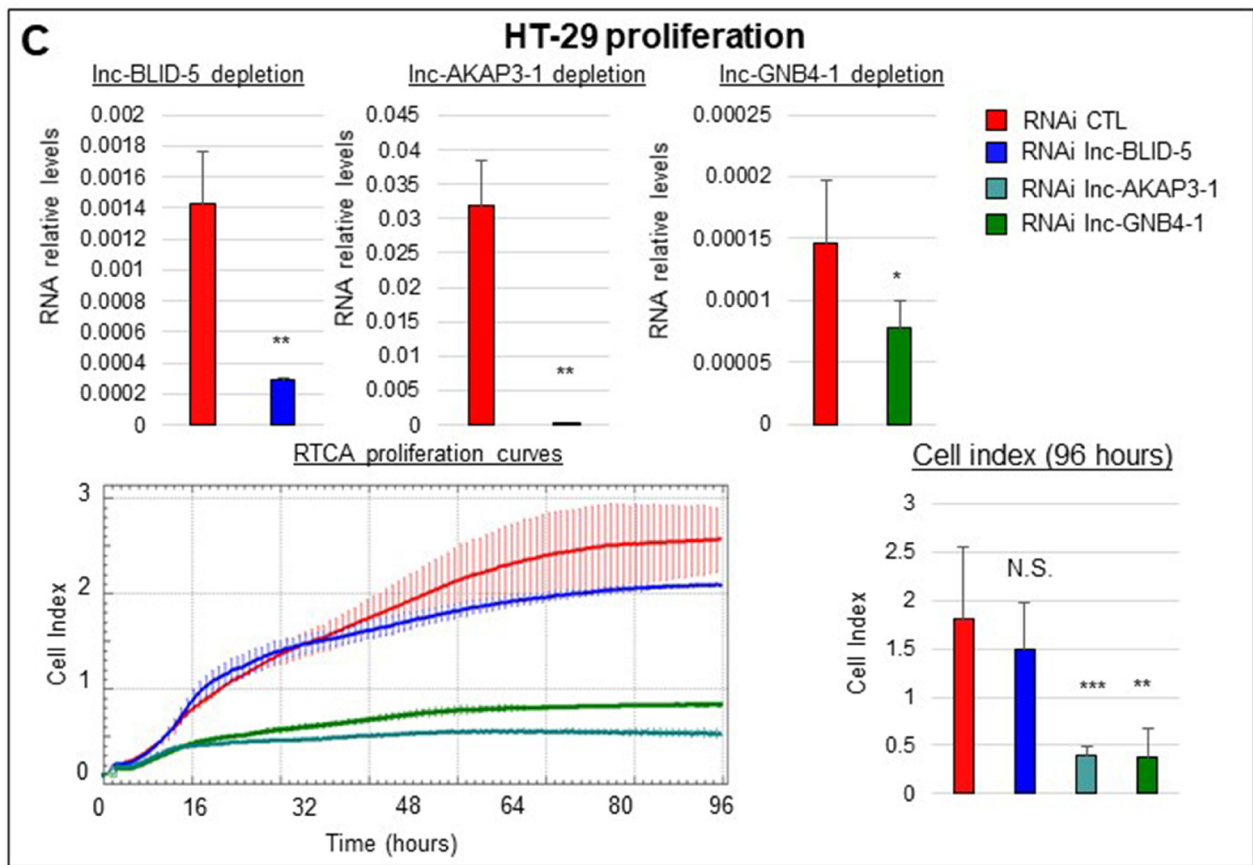 C
HT-29 proliferation
lnc-BLID-5 depletion
RNA relative levels
0.002
0.0018
0.0016
0.0014
0.0012
0.001
0.0008
0.0006
0.0004
0.0002
0
**
lnc-AKAP3-1 depletion
RNA relative levels
0.045
0.04
0.035
0.03
0.025
0.02
0.015
0.01
0.005
0
**
lnc-GNB4-1 depletion
RNA relative levels
0.00025
0.0002
0.00015
0.0001
0.00005
0
*
RNAi CTL
RNAi lnc-BLID-5
RNAi lnc-AKAP3-1
RNAi lnc-GNB4-1
RTCA proliferation curves
Cell Index
3
2
1
0
0 16 32 48 64 80 96
Time (hours)
Cell index (96 hours)
Cell Index
3
2.5
2
1.5
1
0.5
0
N.S.
*** **